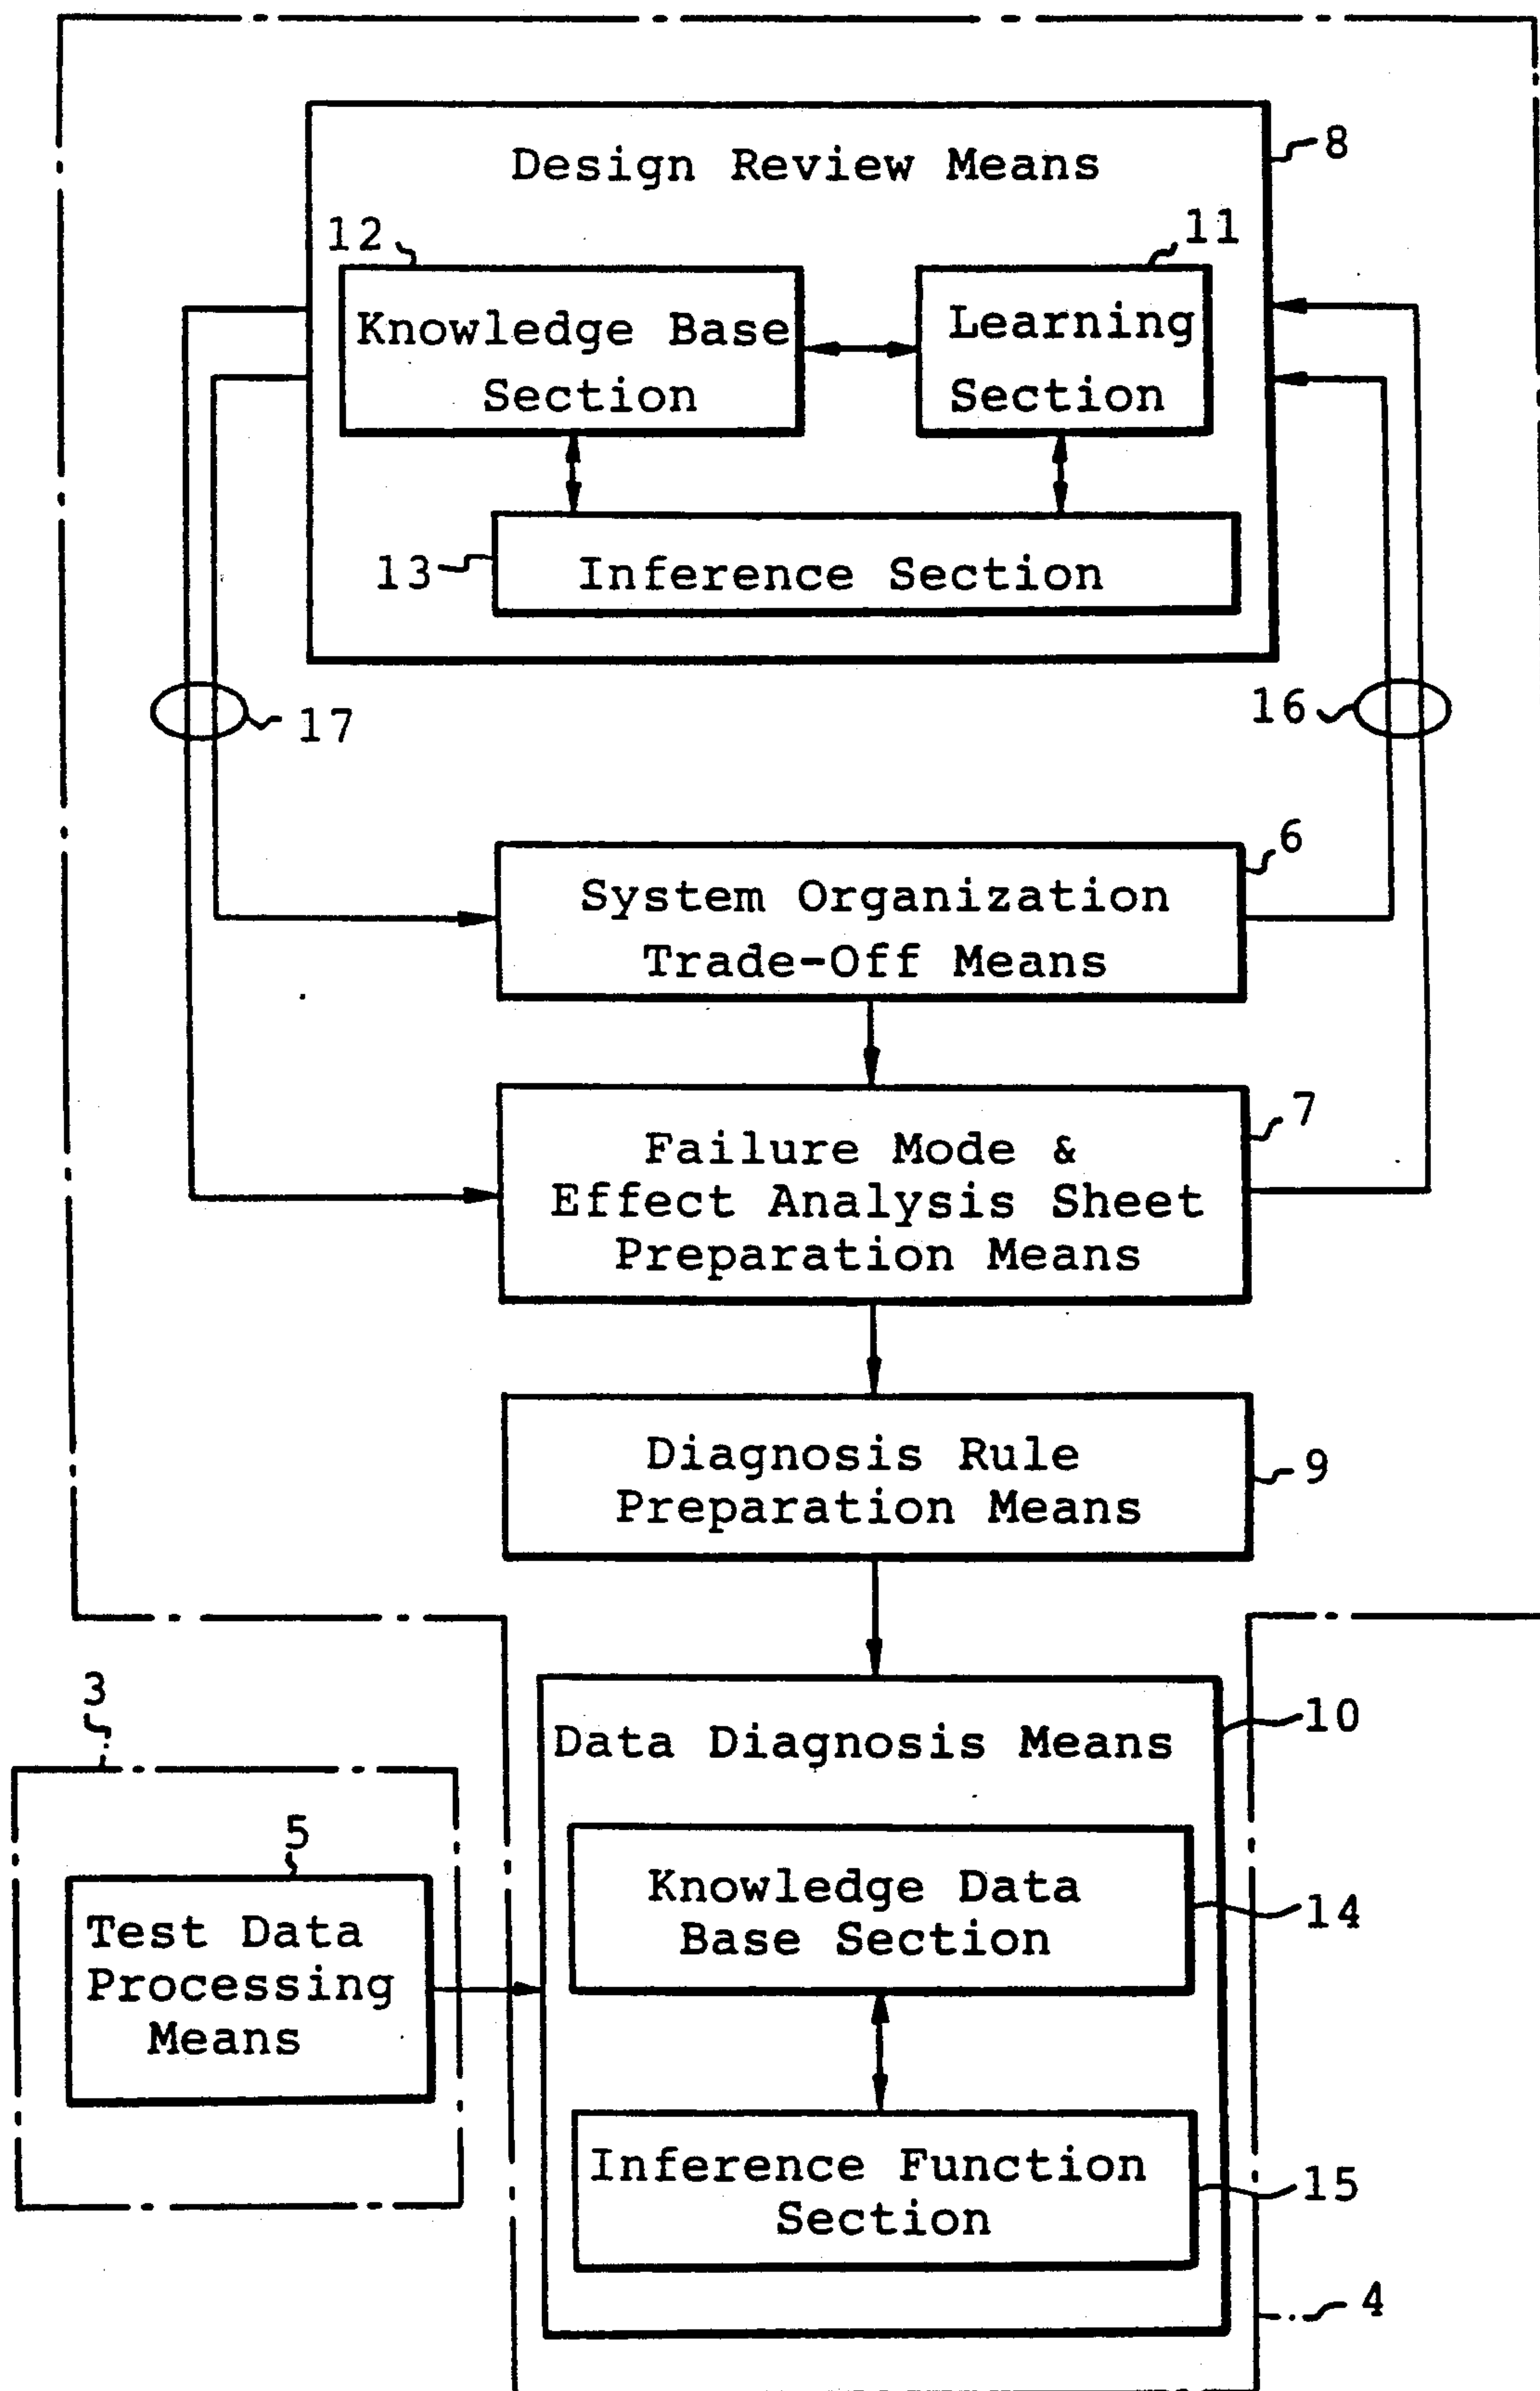 Design Review Means
8
12
11
Knowledge Base
Section
Learning
Section
13
Inference Section
17
16
6
System Organization
Trade-Off Means
7
Failure Mode &
Effect Analysis Sheet
Preparation Means
Diagnosis Rule
Preparation Means
9
3
10
Data Diagnosis Means
5
Test Data
Processing
Means
Knowledge Data
Base Section
14
Inference Function
Section
15
4